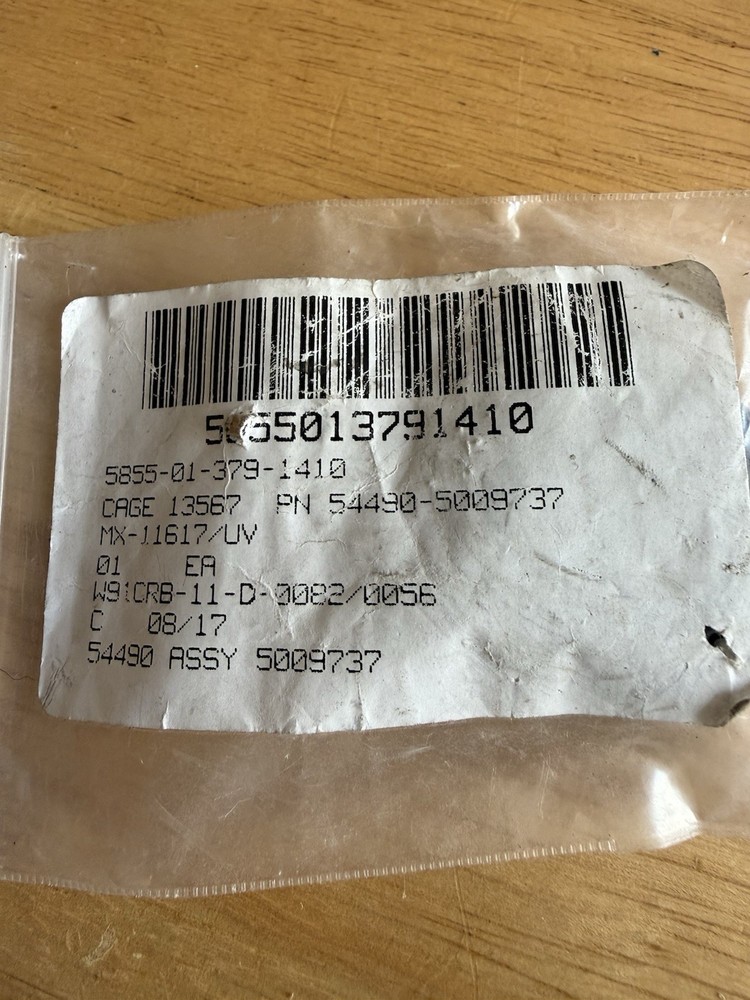 5855013791410
5855-01-379-1410
CAGE 13567 PN 54490-5009737
MX-11617/UV
01 EA
W91CRB-11-D-0082/0056
C 08/17
54490 ASSY 5009737